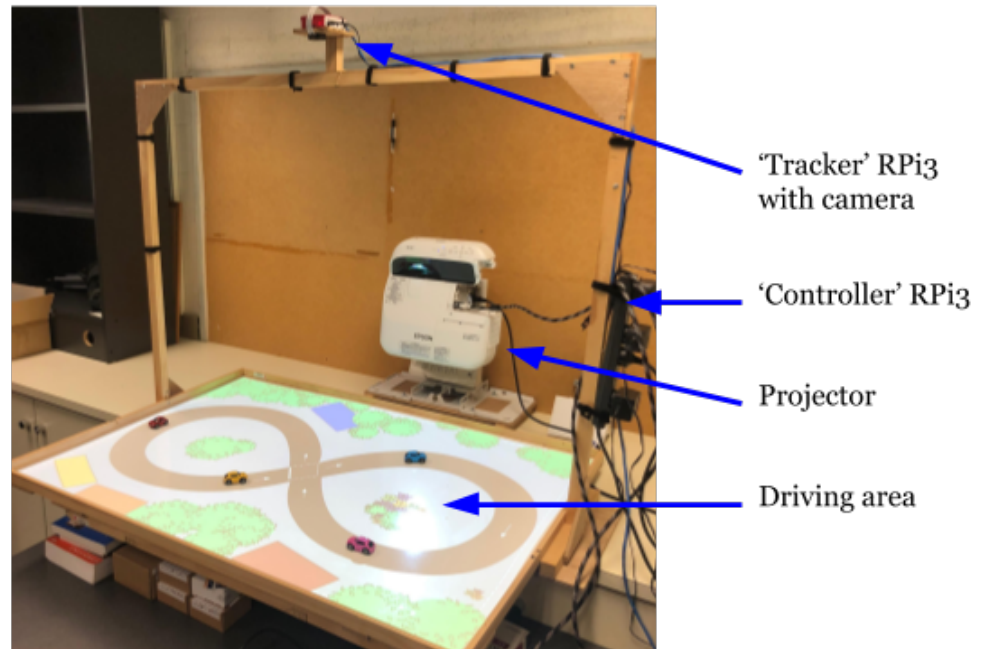 ‘Tracker’ RPi3
with camera
‘Controller’ RPi3
EPSON
Projector
Driving area